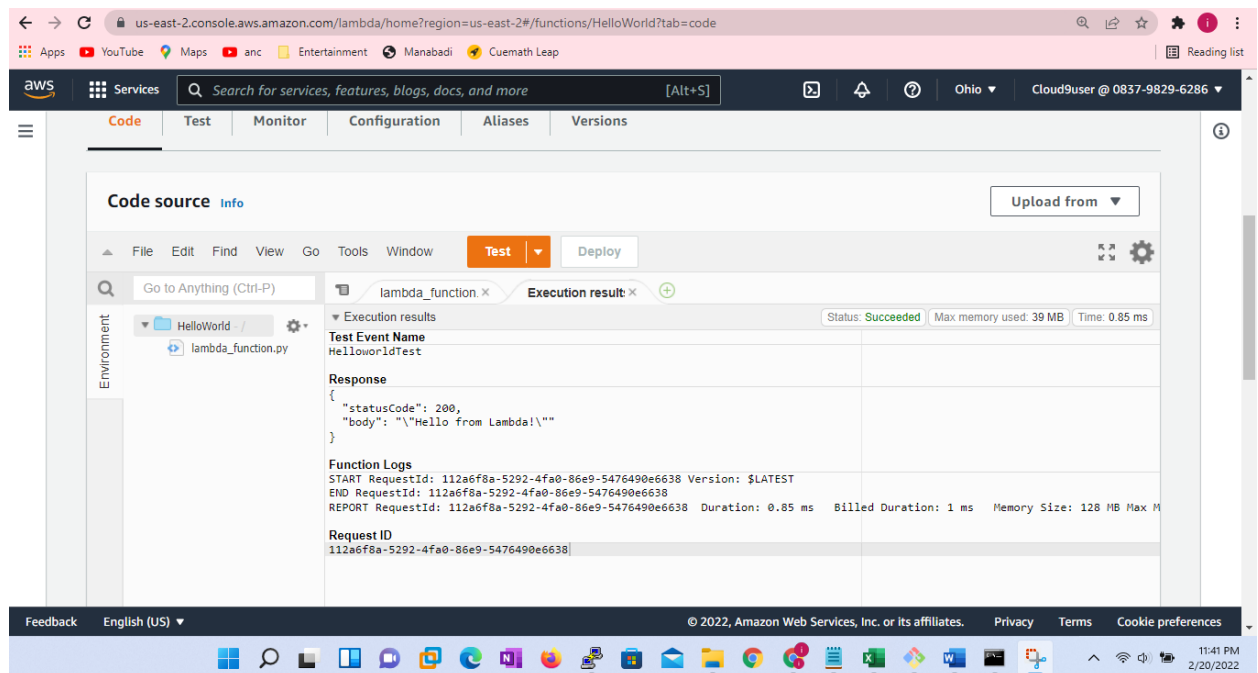 us-east-2.console.aws.amazon.com/lambda/home?region=us-east-2#/functions/HelloWorld?tab=code
i
Apps YouTube Maps anc Entertainment Manabadi Cuemath Leap Reading list
aws Services Search for services, features, blogs, docs, and more [Alt+S] Ohio ▼ Cloud9user @ 0837-9829-6286 ▼
Code Test Monitor Configuration Aliases Versions
Code source Info Upload from ▼
File Edit Find View Go Tools Window Test Deploy
Go to Anything (Ctrl-P) lambda_function. × Execution result: ×
Environment
HelloWorld - /
lambda_function.py
Execution results Status: Succeeded Max memory used: 39 MB Time: 0.85 ms
Test Event Name
HelloworldTest
Response
{
"statusCode": 200,
"body": "\"Hello from Lambda!\""
}
Function Logs
START RequestId: 112a6f8a-5292-4fa0-86e9-5476490e6638 Version: $LATEST
END RequestId: 112a6f8a-5292-4fa0-86e9-5476490e6638
REPORT RequestId: 112a6f8a-5292-4fa0-86e9-5476490e6638 Duration: 0.85 ms Billed Duration: 1 ms Memory Size: 128 MB Max M
Request ID
112a6f8a-5292-4fa0-86e9-5476490e6638
Feedback English (US) ▼ © 2022, Amazon Web Services, Inc. or its affiliates. Privacy Terms Cookie preferences
11:41 PM
2/20/2022